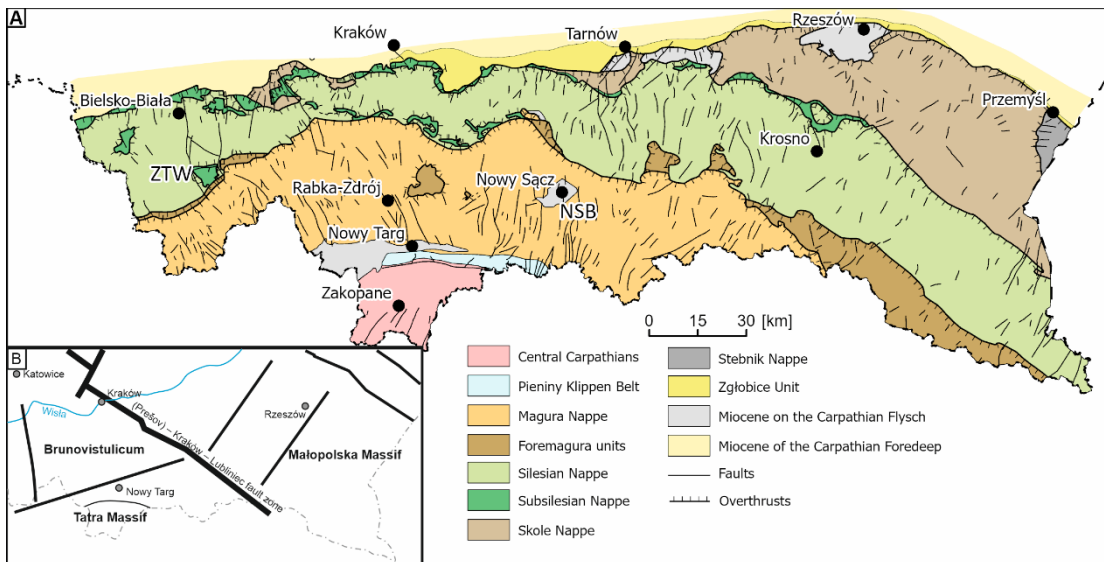 A
Kraków
Tarnów
Rzeszów
Bielsko-Biała
Przemyśl
Krosno
ZTW
Rabka-Zdrój
Nowy Sącz
NSB
Nowy Targ
Zakopane
0 15 30 [km]
Central Carpathians
Pieniny Klippen Belt
Magura Nappe
Foremagura units
Silesian Nappe
Subsilesian Nappe
Skole Nappe
Stebnik Nappe
Zgłobice Unit
Miocene on the Carpathian Flysch
Miocene of the Carpathian Foredeep
Faults
Overthrusts
B
Katowice
Kraków
Wisła
Rzeszów
(Prešov) – Kraków – Lubliniec fault zone
Brunovistulicum
Małopolska Massif
Nowy Targ
Tatra Massif